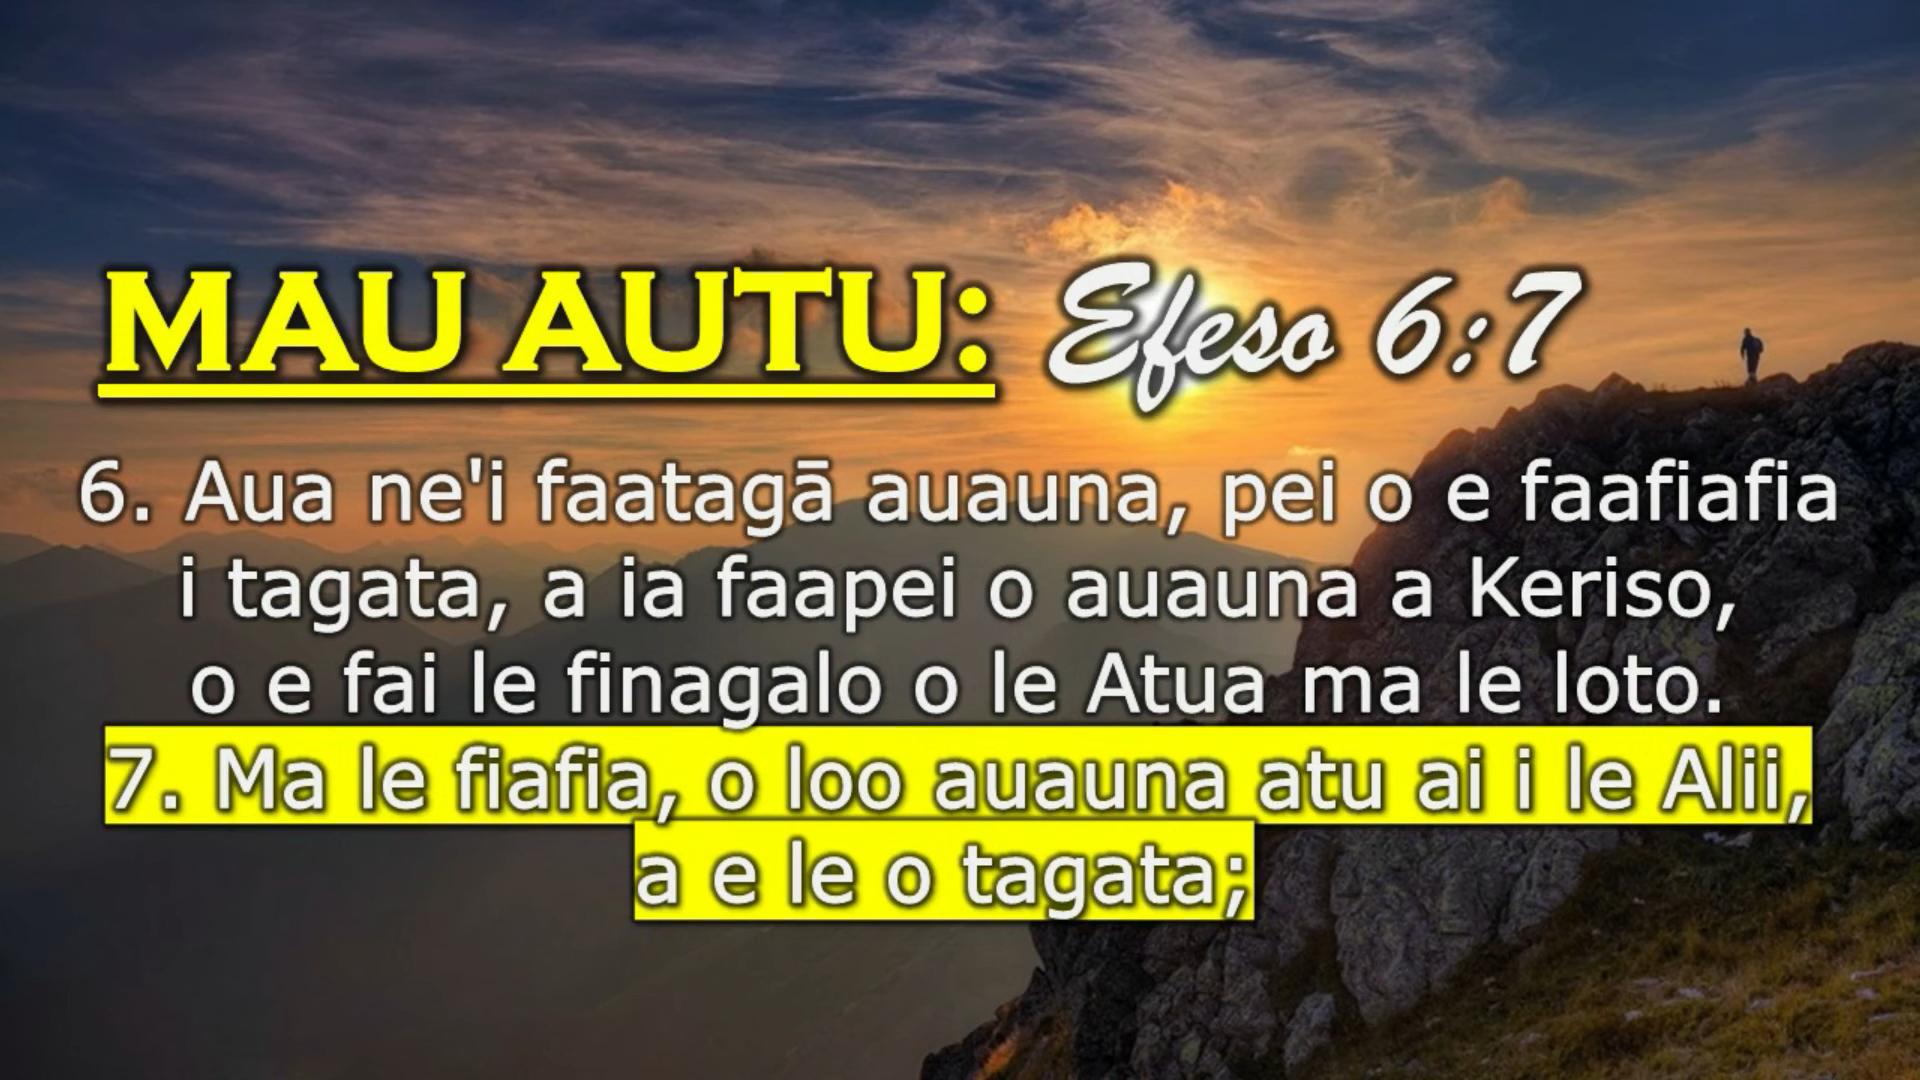 MAU AUTU: Efeso 6:7
6. Aua ne'i faatagā auauna, pei o e faafiafia
i tagata, a ia faapei o auauna a Keriso,
o e fai le finagalo o le Atua ma le loto.
7. Ma le fiafia, o loo auauna atu ai i le Alii,
a e le o tagata;